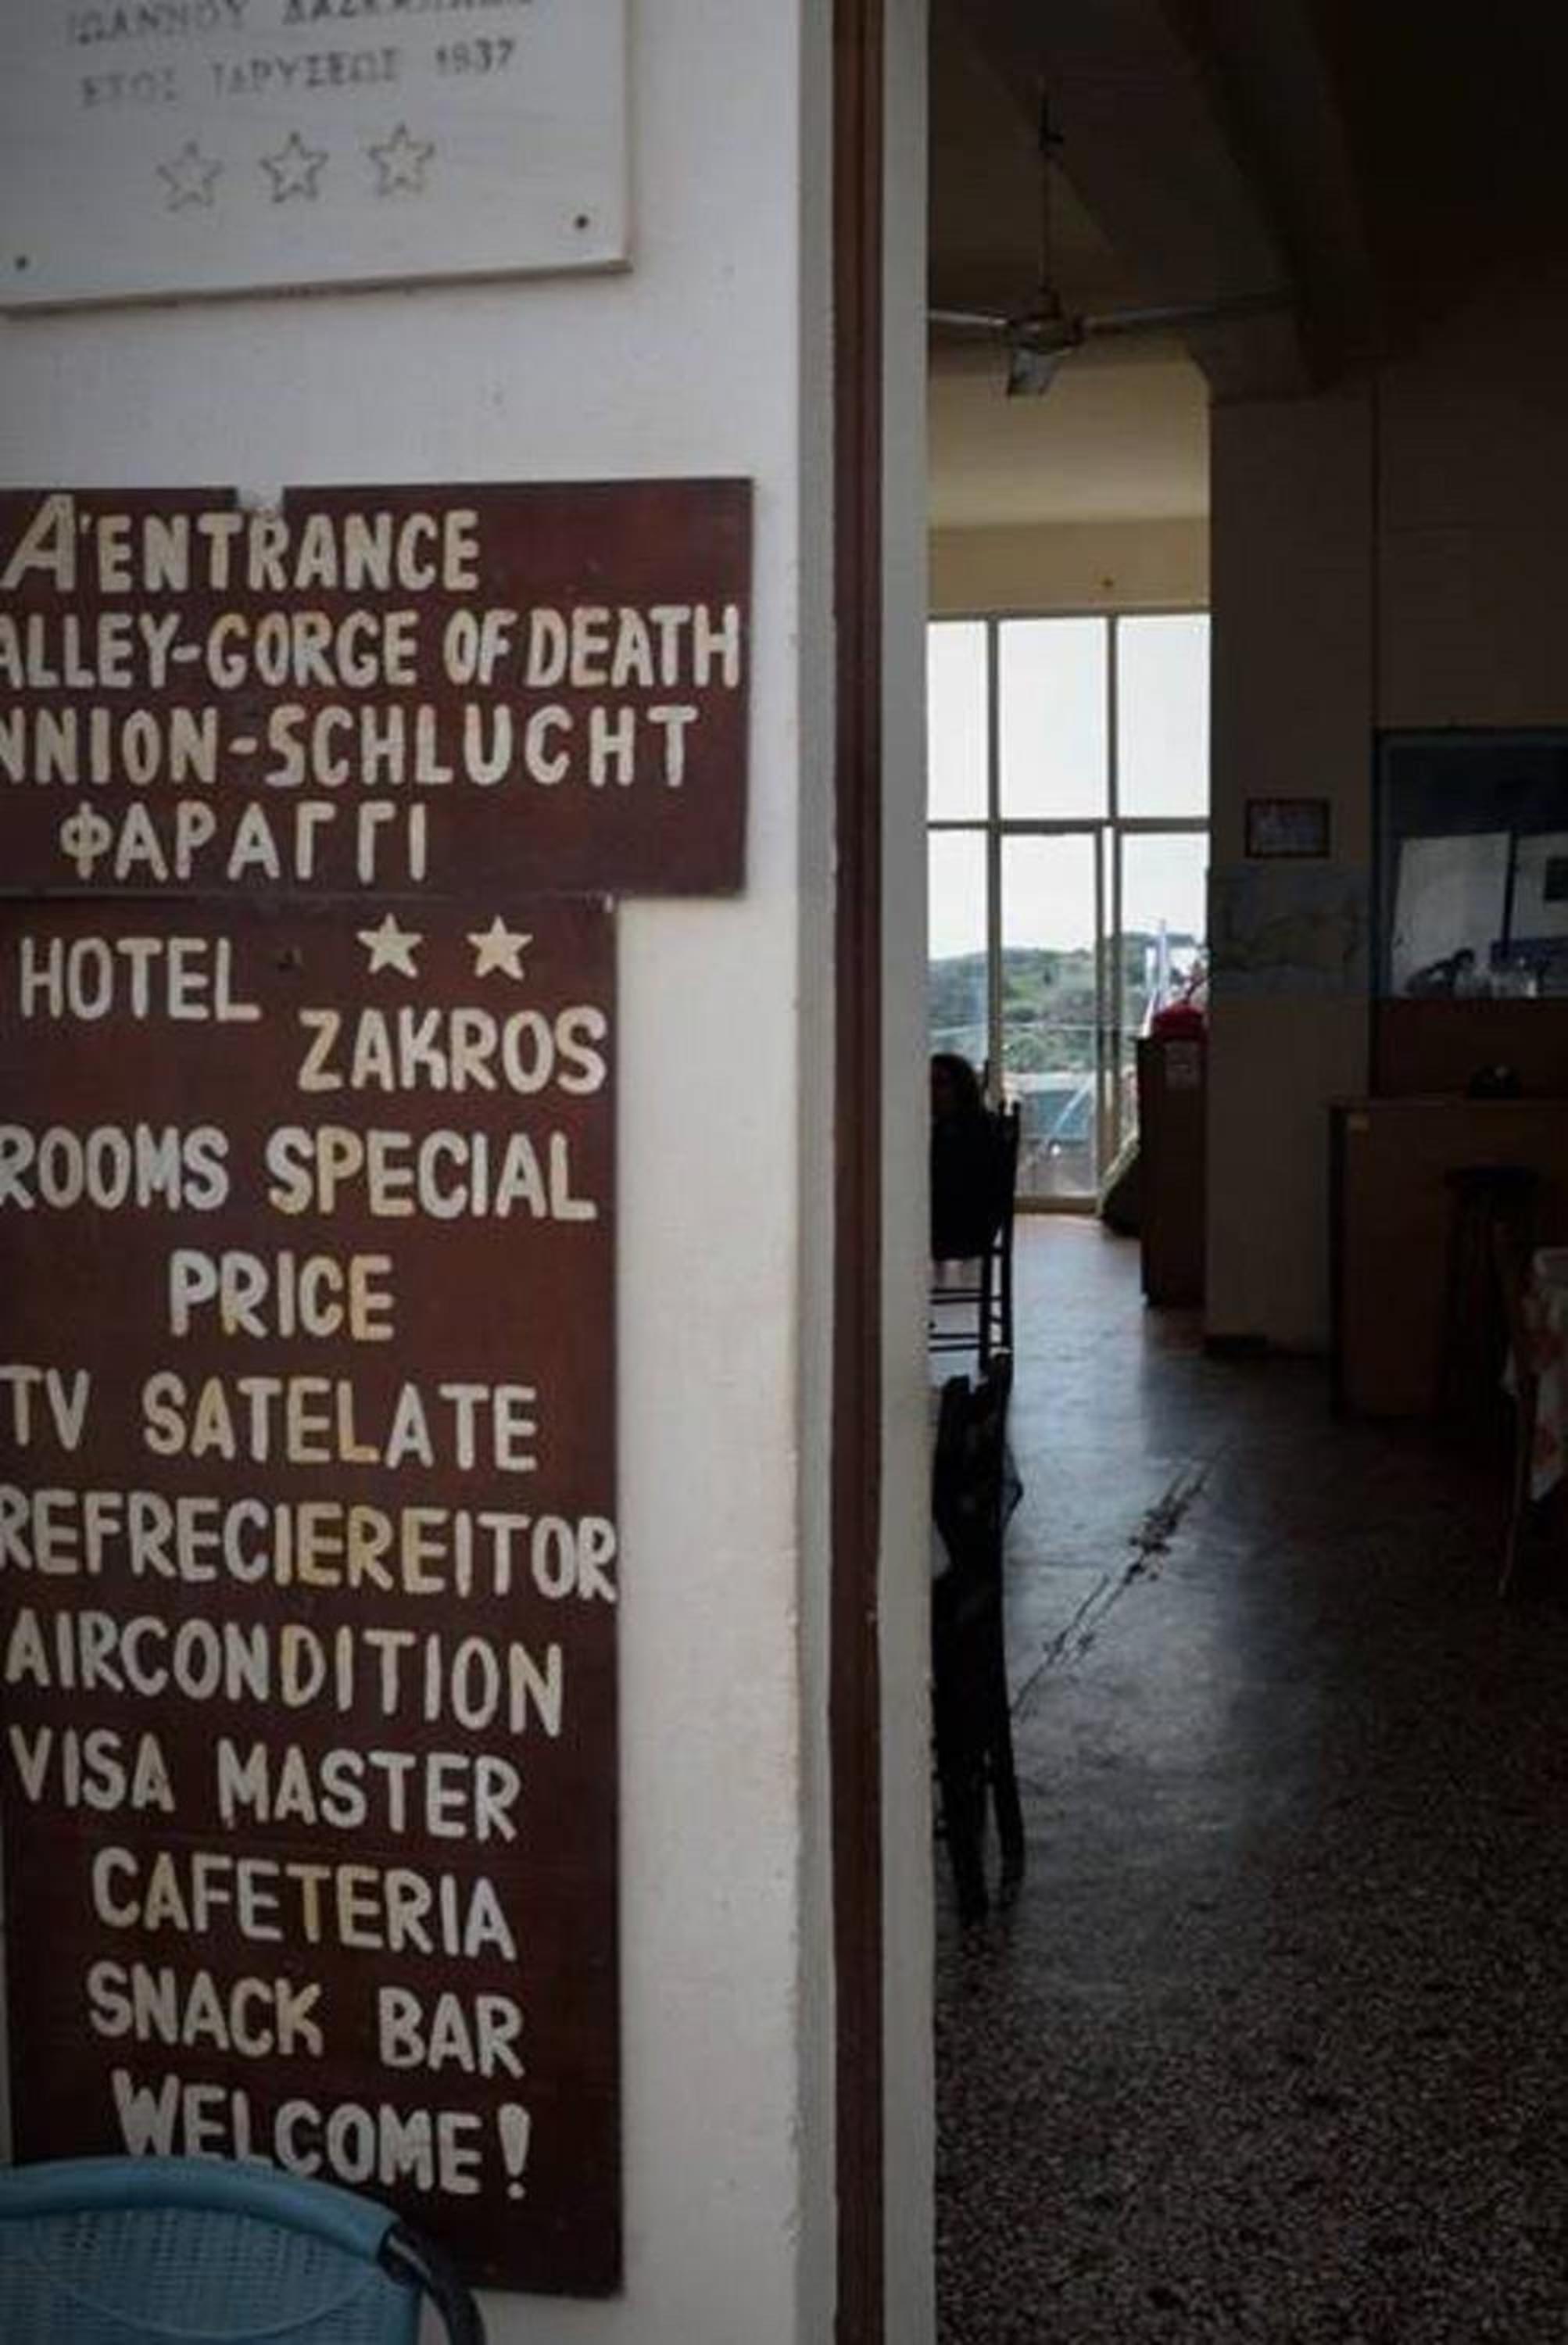 ΕΤΟΣ ΙΔΡΥΣΕΩΣ 1937
A'ENTRANCE
ALLEY-GORGE OF DEATH
NNION-SCHLUCHT
ΦΑΡΑΓΓΙ
HOTEL
ZAKROS
ROOMS SPECIAL
PRICE
TV SATELATE
REFRECIEREITOR
AIRCONDITION
VISA MASTER
CAFETERIA
SNACK BAR
WELCOME!